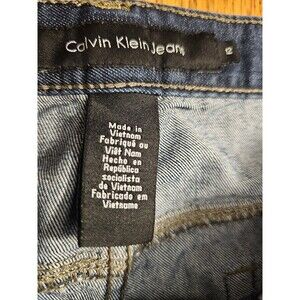 Calvin Klein Jeans
12
Made in
Vietnam
Fabriqué au
Viêt Nam
Hecho en
República
socialista
de Vietnam
Fabricado em
Vietname